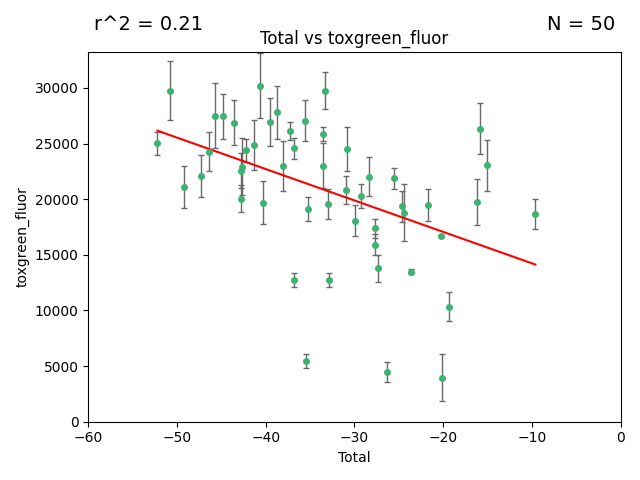 r^2 = 0.21
N = 50
Total vs toxgreen_fluor
30000
25000
20000
15000
10000
5000
0
toxgreen_fluor
−60
−50
−40
−30
−20
−10
0
Total